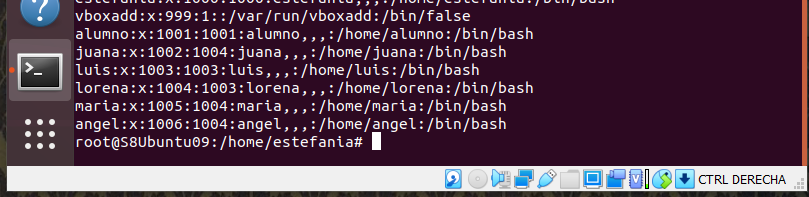 estefania:x:1000:1000:estefania,,,:/home/estefania:/bin/bash
vboxadd:x:999:1::/var/run/vboxadd:/bin/false
alumno:x:1001:1001:alumno,,,:/home/alumno:/bin/bash
juana:x:1002:1004:juana,,,:/home/juana:/bin/bash
luis:x:1003:1003:luis,,,:/home/luis:/bin/bash
lorena:x:1004:1003:lorena,,,:/home/lorena:/bin/bash
maria:x:1005:1004:maria,,,:/home/maria:/bin/bash
angel:x:1006:1004:angel,,,:/home/angel:/bin/bash
root@S8Ubuntu09:/home/estefania#
CTRL DERECHA